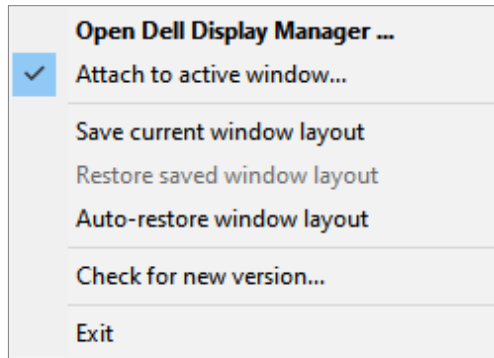 Open Dell Display Manager ...
Attach to active window...
Save current window layout
Restore saved window layout
Auto-restore window layout
Check for new version...
Exit